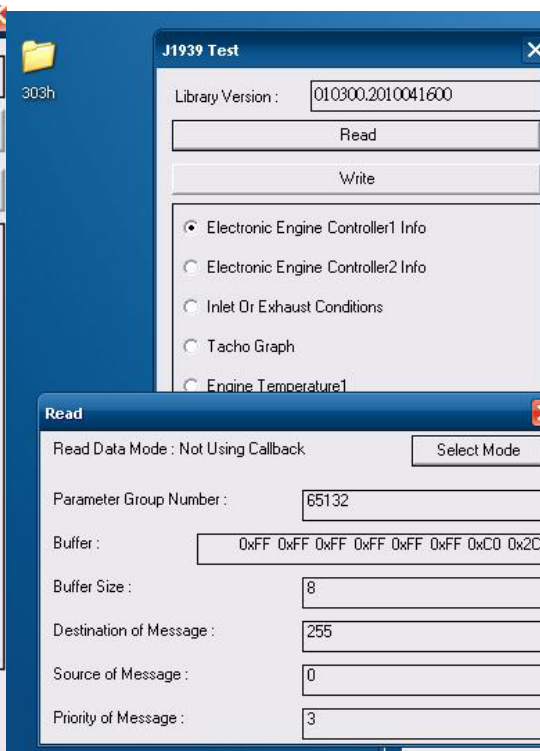 303h
J1939 Test
Library Version :
010300.2010041600
Read
Write
Electronic Engine Controller1 Info
Electronic Engine Controller2 Info
Inlet Or Exhaust Conditions
Tacho Graph
Engine Temperature1
Read
Read Data Mode : Not Using Callback
Select Mode
Parameter Group Number :
65132
Buffer :
0xFF 0xFF 0xFF 0xFF 0xFF 0xFF 0xC0
Buffer Size :
8
Destination of Message :
255
Source of Message :
0
Priority of Message :
3